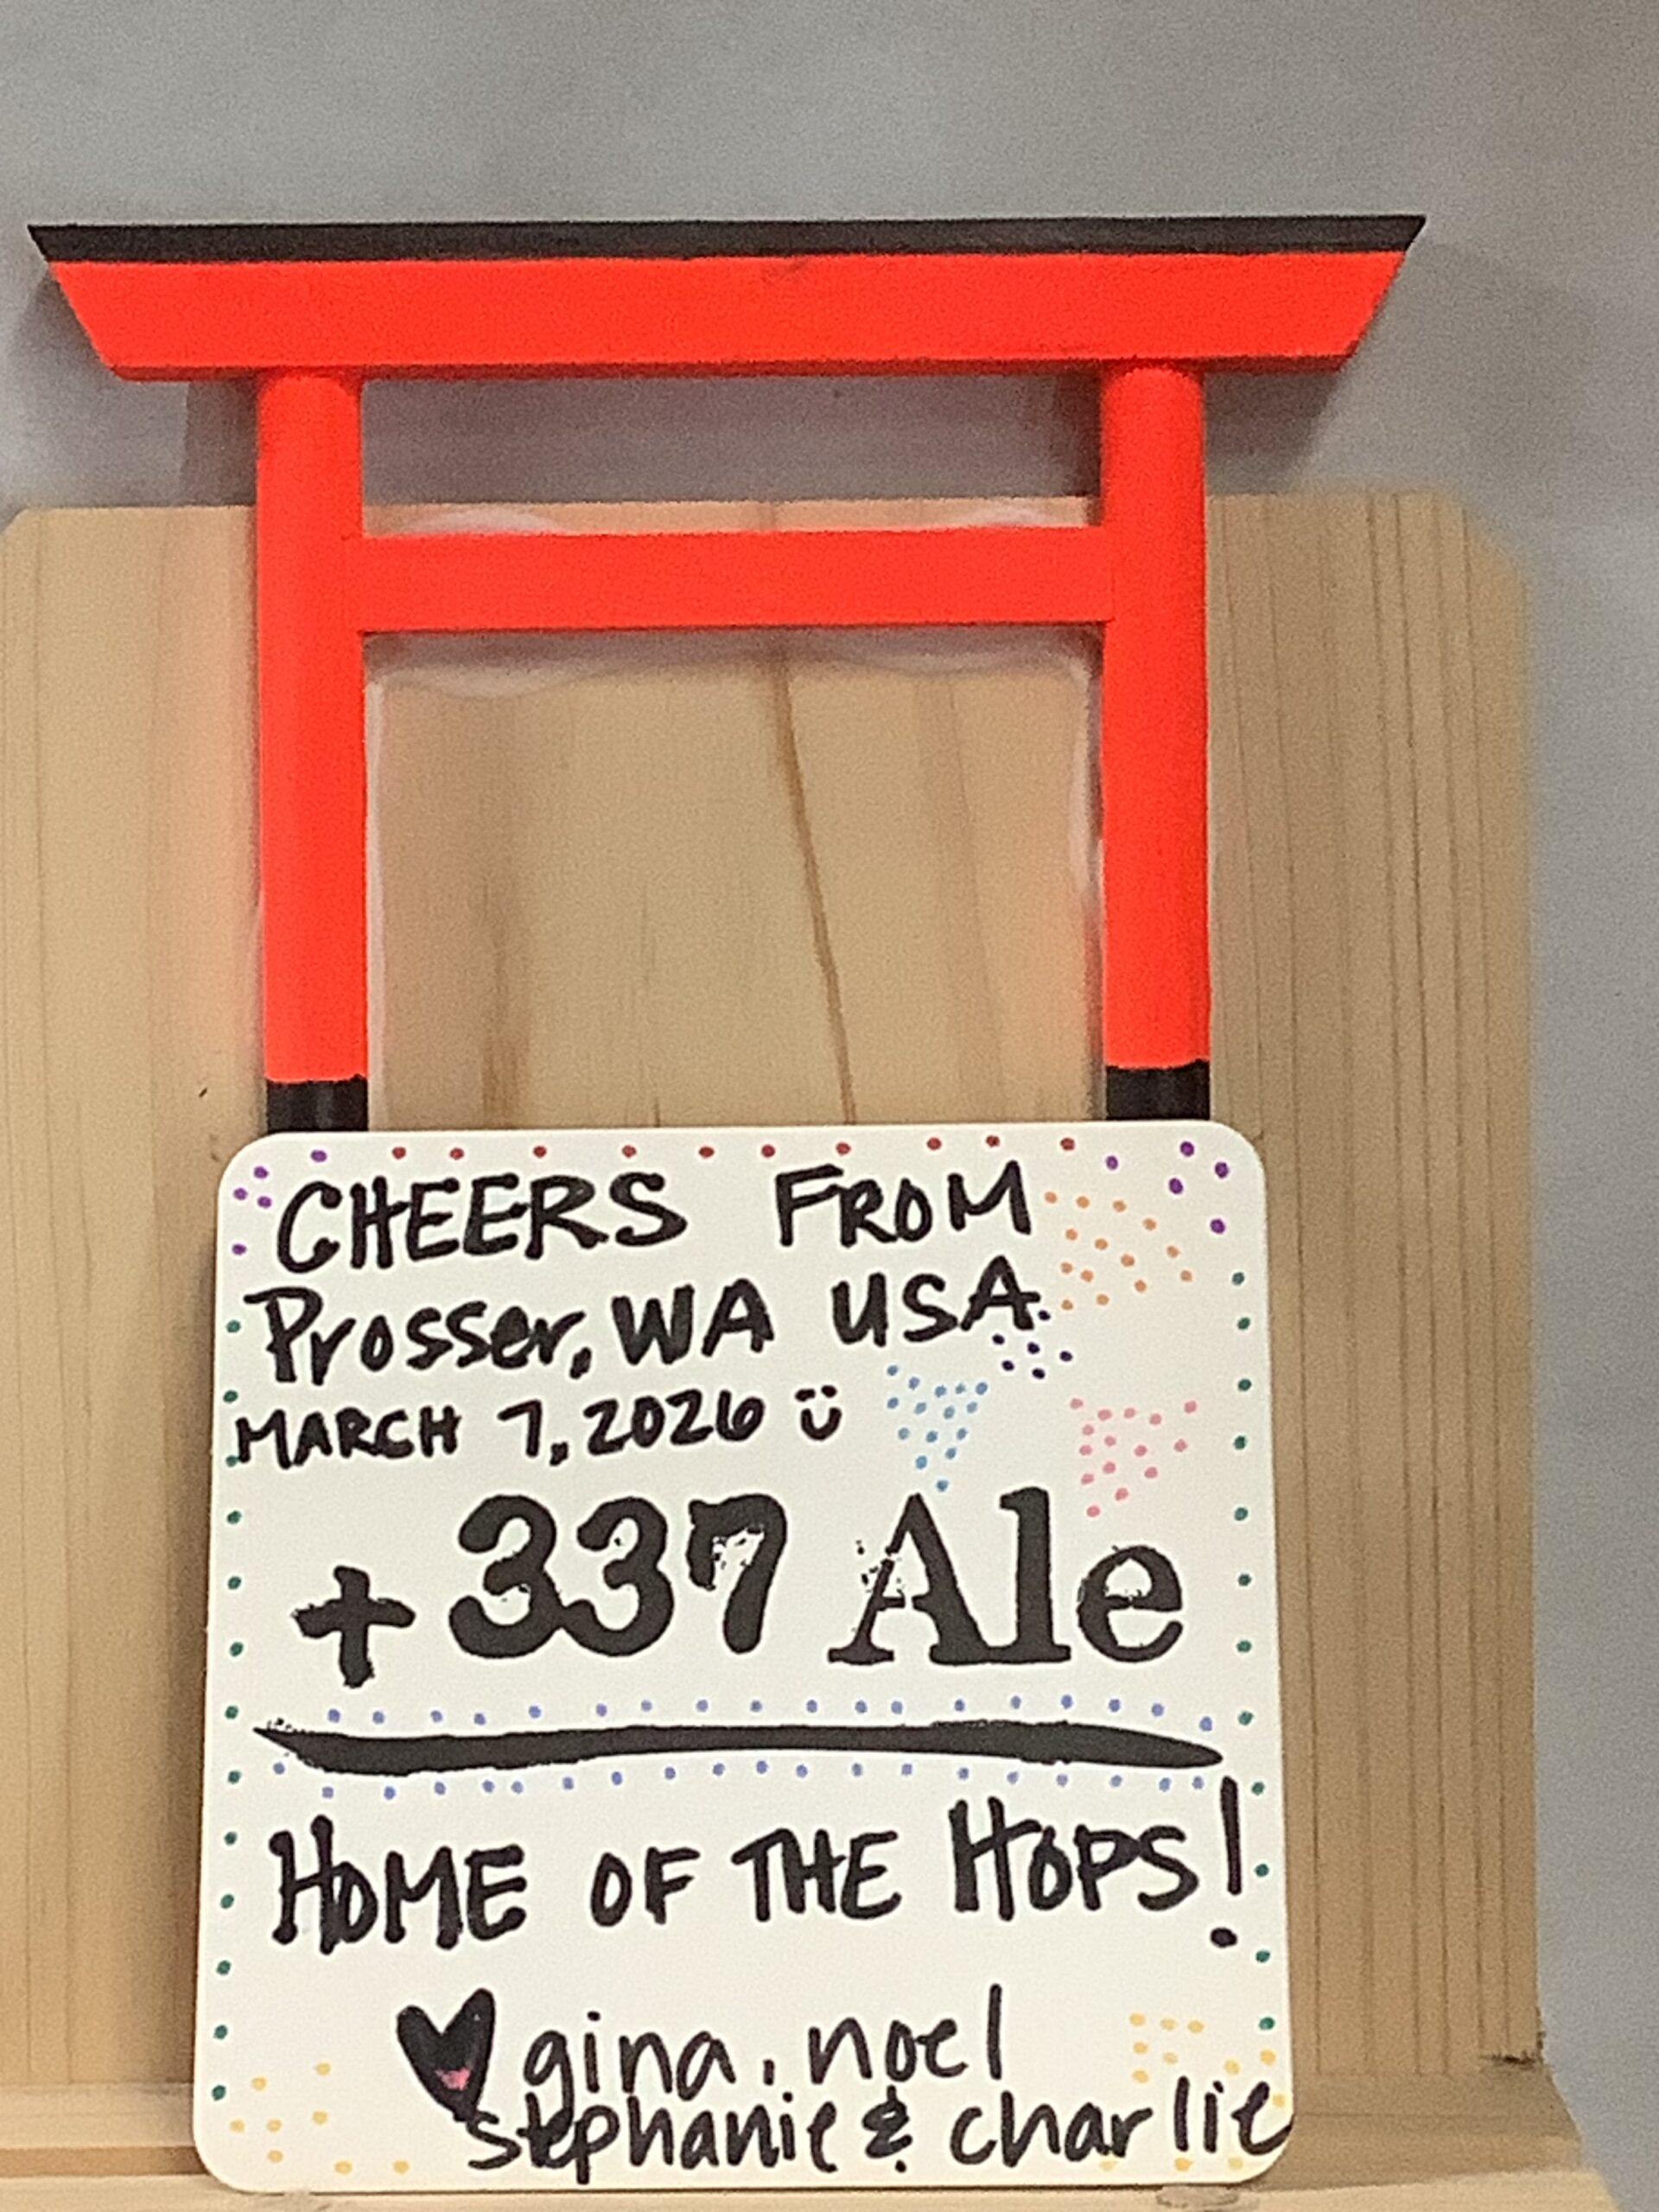 CHEERS FROM
Prosser, WA USA
MARCH 7, 2026 ü
+ 337 Ale
HOME OF THE HOPS!
♥ gina, noel
stephanie & charlie